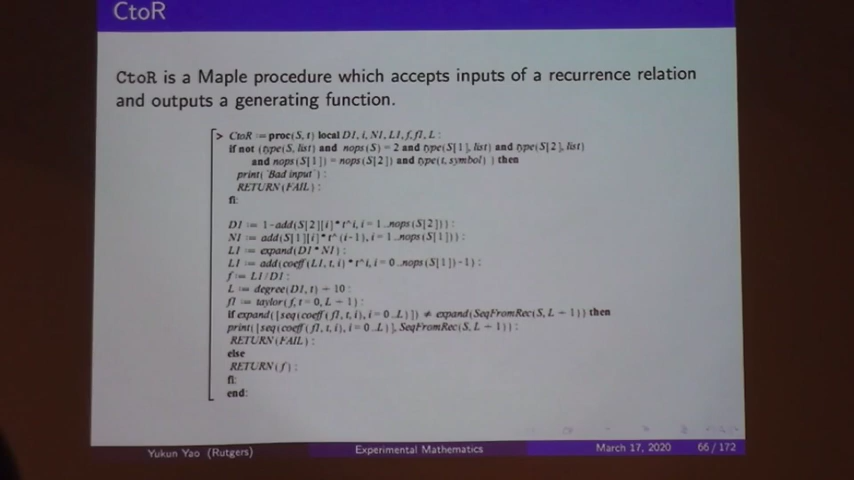 CtoR
CtoR is a Maple procedure which accepts inputs of a recurrence relation
and outputs a generating function.
> CtoR := proc(S, t) local D1, i, N1, L1, f, f1, L :
if not (type(S, list) and nops(S) = 2 and type(S[1], list) and type(S[2], list)
and nops(S[1]) = nops(S[2]) and type(t, symbol) ) then
print(`Bad input`) :
RETURN(FAIL) :
fi:
D1 := 1-add(S[2][i]*t^i, i = 1 ..nops(S[2])) :
N1 := add(S[1][i]*t^(i-1), i = 1 ..nops(S[1])) :
L1 := expand(D1*N1) :
L1 := add(coeff(L1, t, i)*t^i, i = 0 ..nops(S[1])-1) :
f := L1/D1 :
L := degree(D1, t) + 10 :
f1 := taylor(f, t = 0, L + 1) :
if expand([seq(coeff(f1, t, i), i = 0 ..L)]) ≠ expand(SeqFromRec(S, L + 1)) then
print([seq(coeff(f1, t, i), i = 0 ..L)], SeqFromRec(S, L + 1)) :
RETURN(FAIL) :
else
RETURN(f) :
fi:
end:
Yukun Yao (Rutgers) Experimental Mathematics March 17, 2020 66 / 172